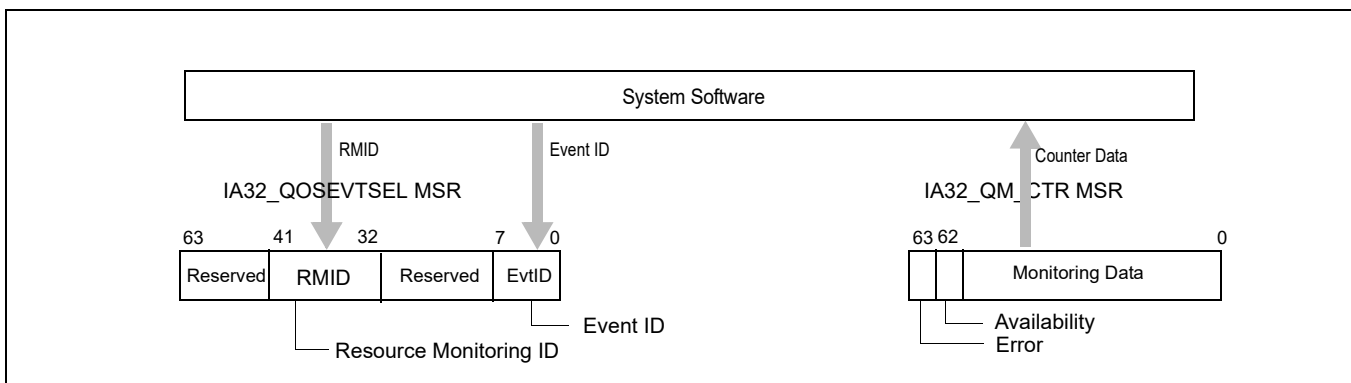 System Software
RMID Event ID Counter Data
IA32_QOSEVTSEL MSR IA32_QM_CTR MSR
63 41 32 7 0 63 62 0
Reserved RMID Reserved EvtID Monitoring Data
Event ID Availability
Resource Monitoring ID Error